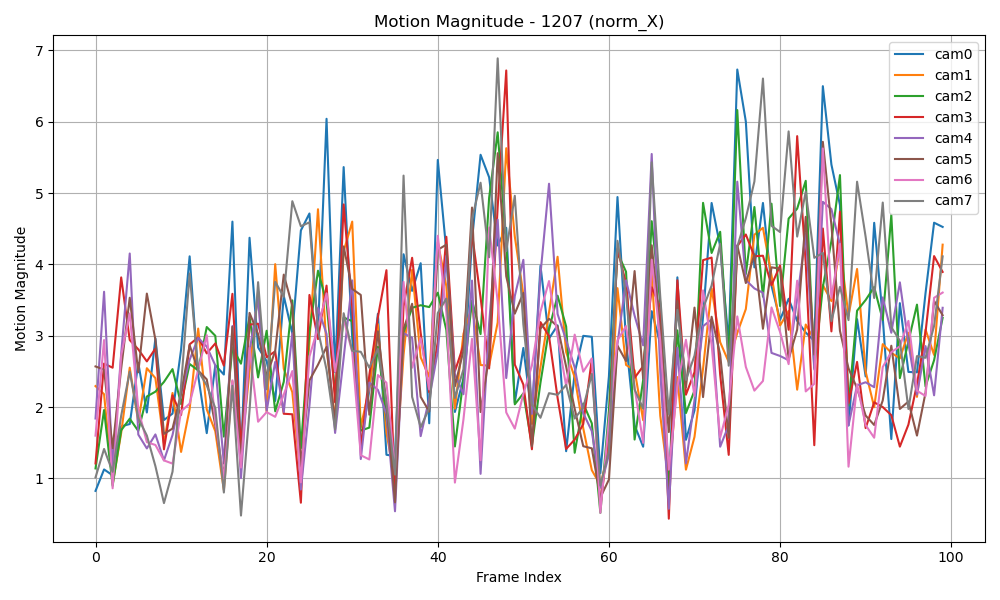 Motion Magnitude - 1207 (norm_X)
cam0
cam1
cam2
cam3
cam4
cam5
cam6
cam7
7
6
5
4
3
2
1
Motion Magnitude
0 20 40 60 80 100
Frame Index